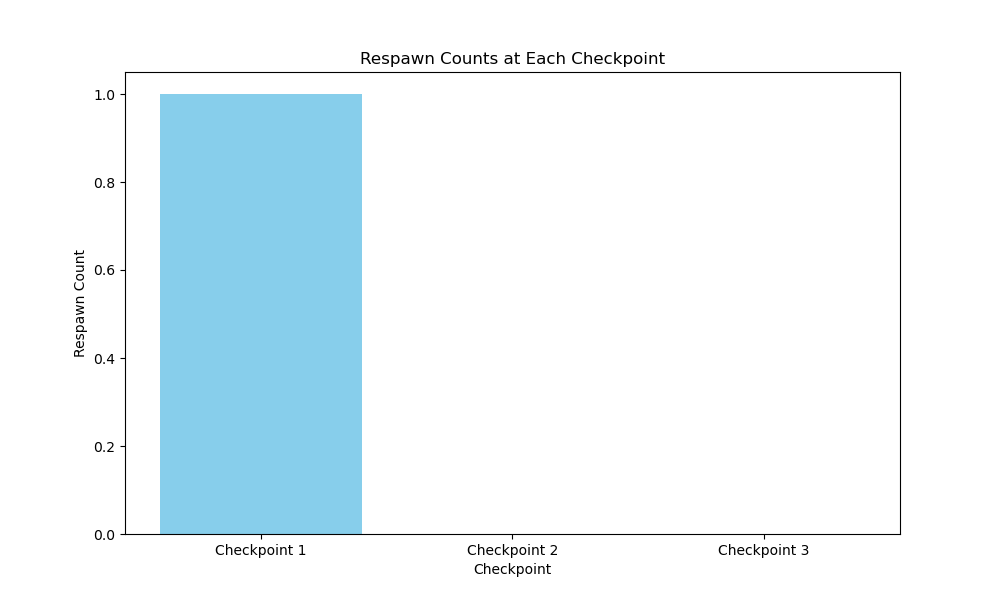 Respawn Counts at Each Checkpoint
Respawn Count
1.0
0.8
0.6
0.4
0.2
0.0
Checkpoint 1 Checkpoint 2 Checkpoint 3
Checkpoint